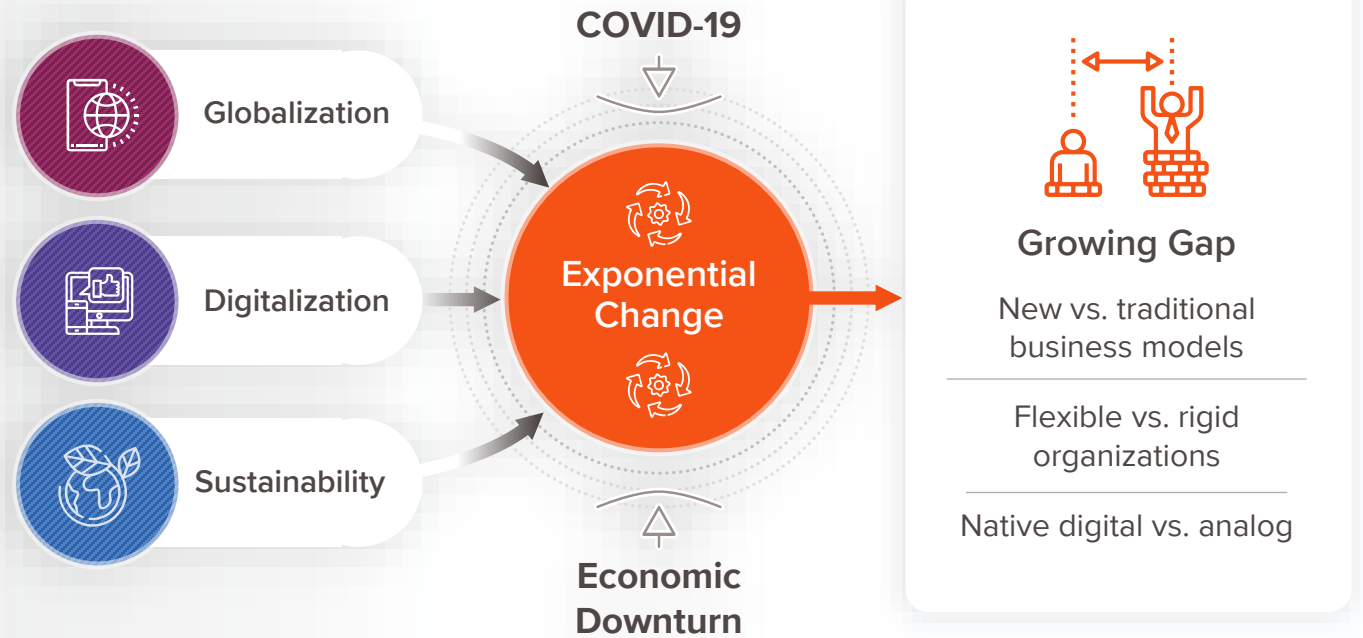 COVID-19
Globalization
Digitalization
Sustainability
Exponential
Change
Economic
Downturn
Growing Gap
New vs. traditional
business models
Flexible vs. rigid
organizations
Native digital vs. analog